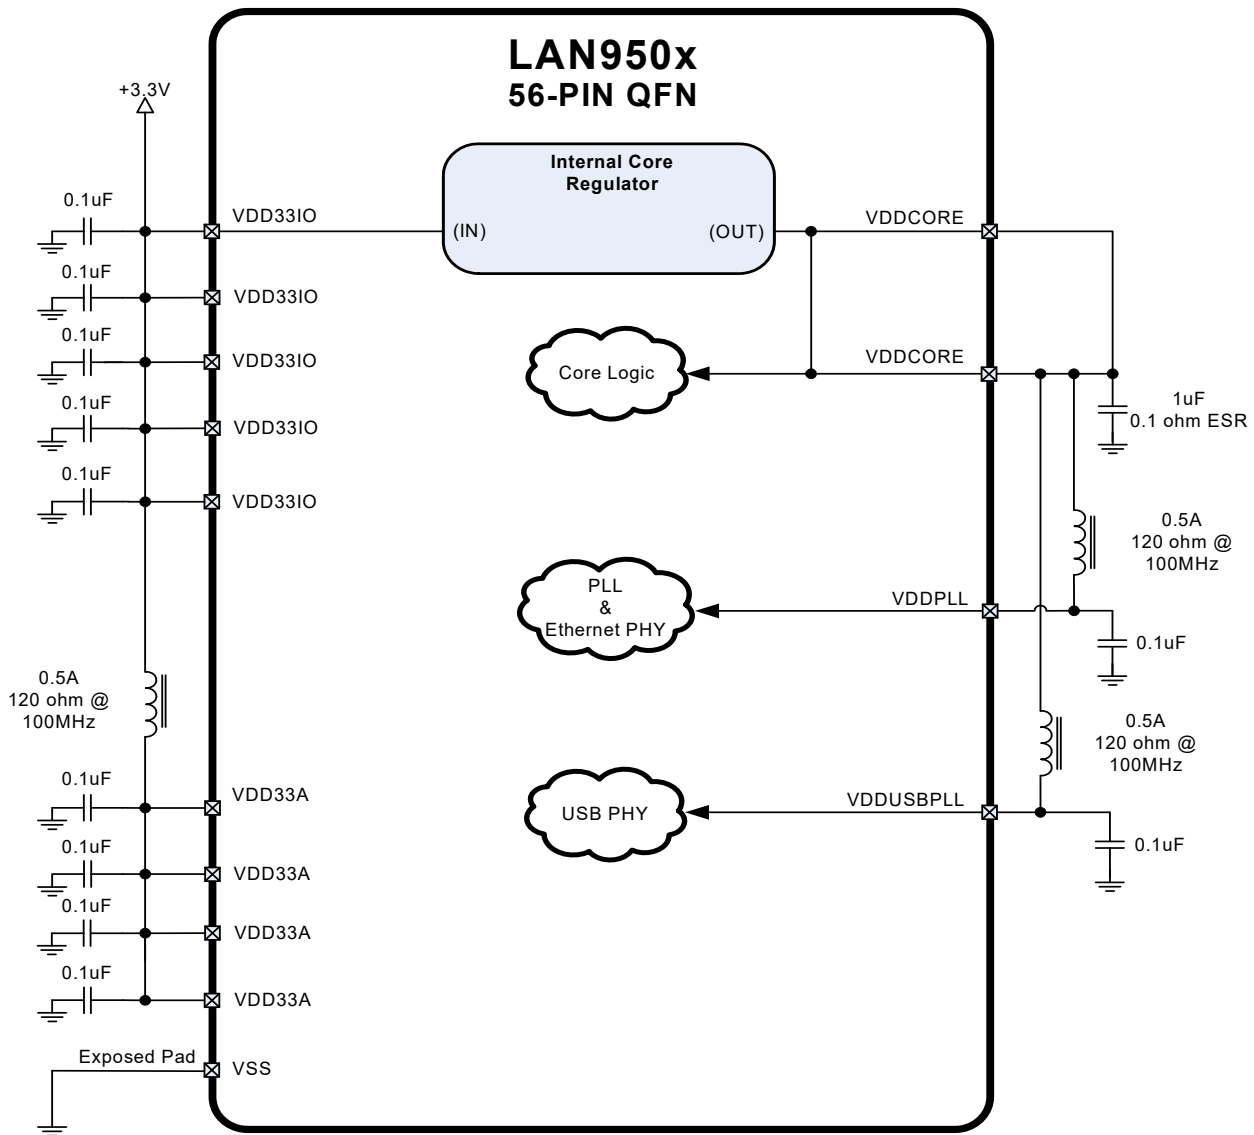 LAN950x
56-PIN QFN
+3.3V
Internal Core
Regulator
(IN)
(OUT)
0.1uF
VDD33IO
VDDCORE
0.1uF
VDD33IO
0.1uF
VDD33IO
Core Logic
VDDCORE
1uF
0.1 ohm ESR
0.1uF
VDD33IO
0.1uF
VDD33IO
0.5A
120 ohm @
100MHz
PLL
&
Ethernet PHY
VDDPLL
0.1uF
0.5A
120 ohm @
100MHz
0.5A
120 ohm @
100MHz
0.1uF
VDD33A
USB PHY
VDDUSBPLL
0.1uF
0.1uF
VDD33A
0.1uF
VDD33A
0.1uF
VDD33A
Exposed Pad
VSS